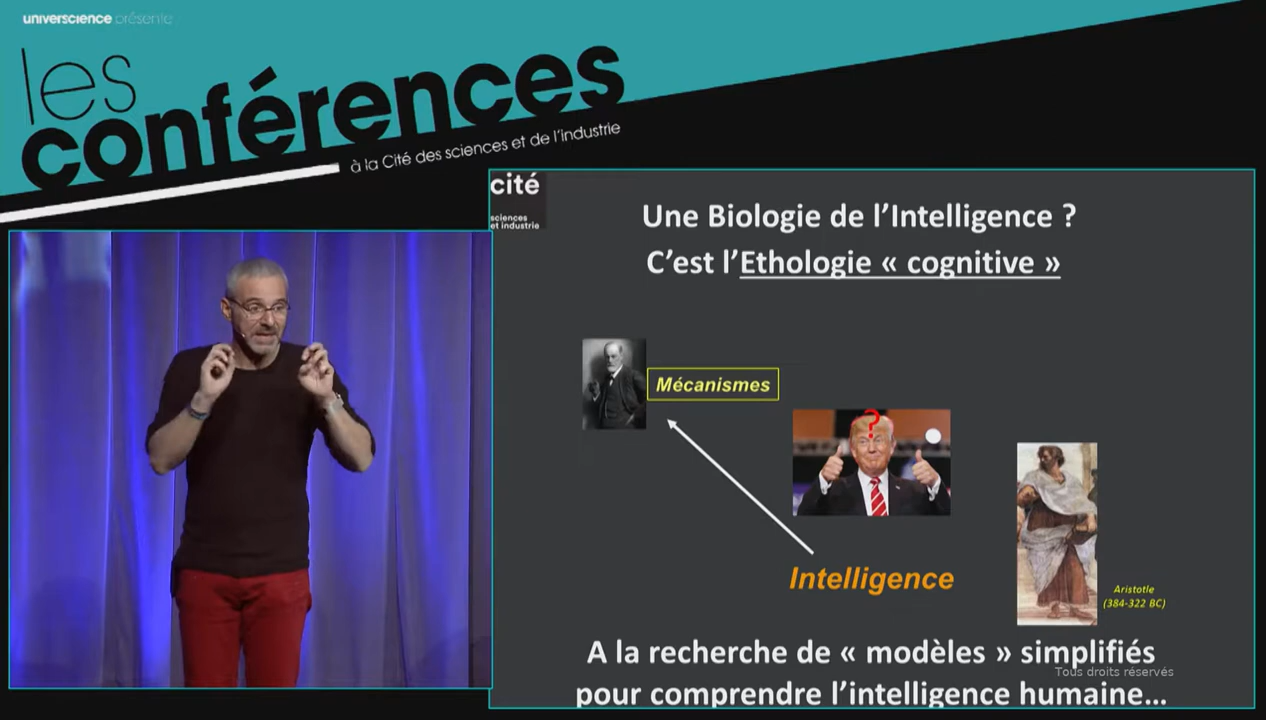 universcience présente
les
conférences
à la Cité des sciences et de l'industrie
cité
sciences
et industrie
Une Biologie de l'Intelligence ?
C'est l'Ethologie « cognitive »
Mécanismes
?
Intelligence
Aristotle
(384-322 BC)
A la recherche de « modèles » simplifiés
Tous droits réservés
pour comprendre l'intelligence humaine...